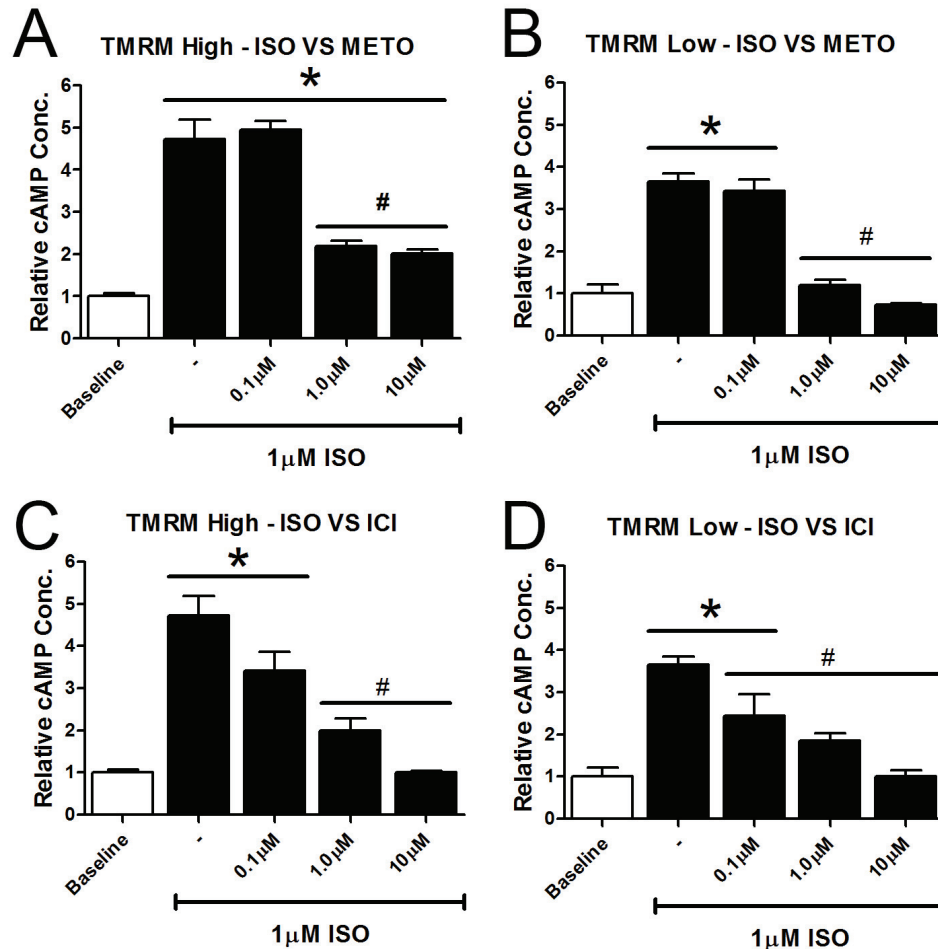 A
TMRM High - ISO VS METO
Relative cAMP Conc.
6
5
4
3
2
1
0
*
#
Baseline
-
0.1µM
1.0µM
10µM
1µM ISO
B
TMRM Low - ISO VS METO
Relative cAMP Conc.
6
5
4
3
2
1
0
*
#
Baseline
-
0.1µM
1.0µM
10µM
1µM ISO
C
TMRM High - ISO VS ICI
Relative cAMP Conc.
6
5
4
3
2
1
0
*
#
Baseline
-
0.1µM
1.0µM
10µM
1µM ISO
D
TMRM Low - ISO VS ICI
Relative cAMP Conc.
6
5
4
3
2
1
0
*
#
Baseline
-
0.1µM
1.0µM
10µM
1µM ISO